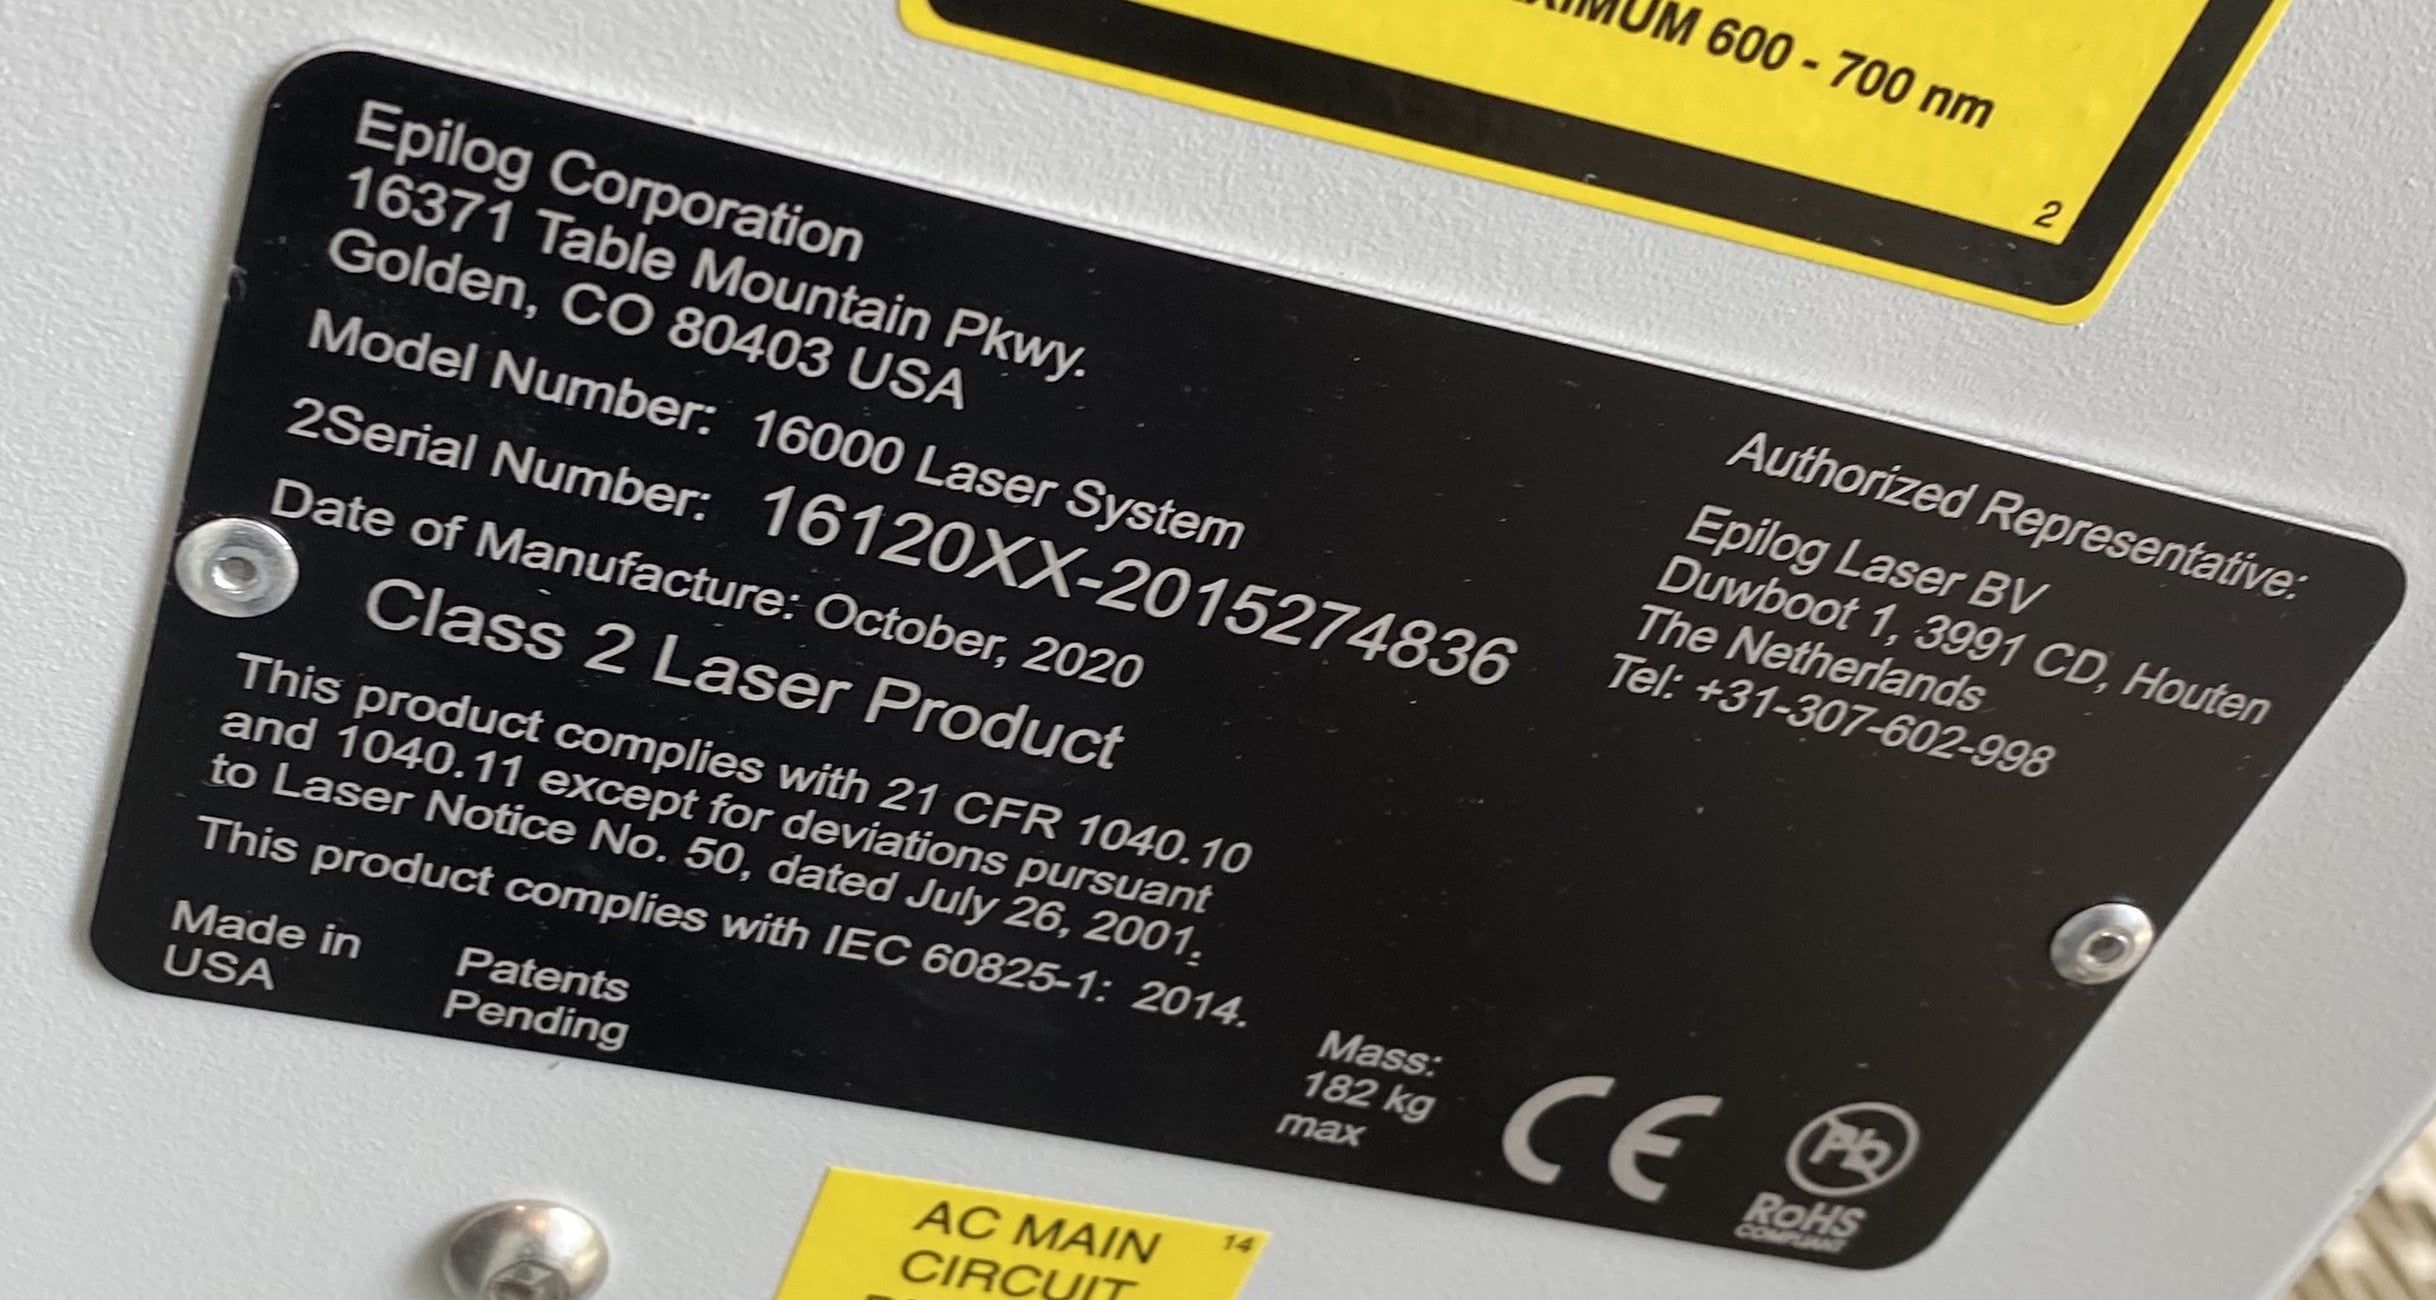 MAXIMUM 600 - 700 nm
2
Epilog Corporation
16371 Table Mountain Pkwy.
Golden, CO 80403 USA
Model Number: 16000 Laser System
2Serial Number: 16120XX-2015274836
Date of Manufacture: October, 2020
Class 2 Laser Product
This product complies with 21 CFR 1040.10
and 1040.11 except for deviations pursuant
to Laser Notice No. 50, dated July 26, 2001.
This product complies with IEC 60825-1: 2014.
Made in
USA
Patents
Pending
Authorized Representative:
Epilog Laser BV
Duwboot 1, 3991 CD, Houten
The Netherlands
Tel: +31-307-602-998
Mass:
182 kg
max
CE
Pb
RoHS
COMPLIANT
AC MAIN
14
CIRCUIT